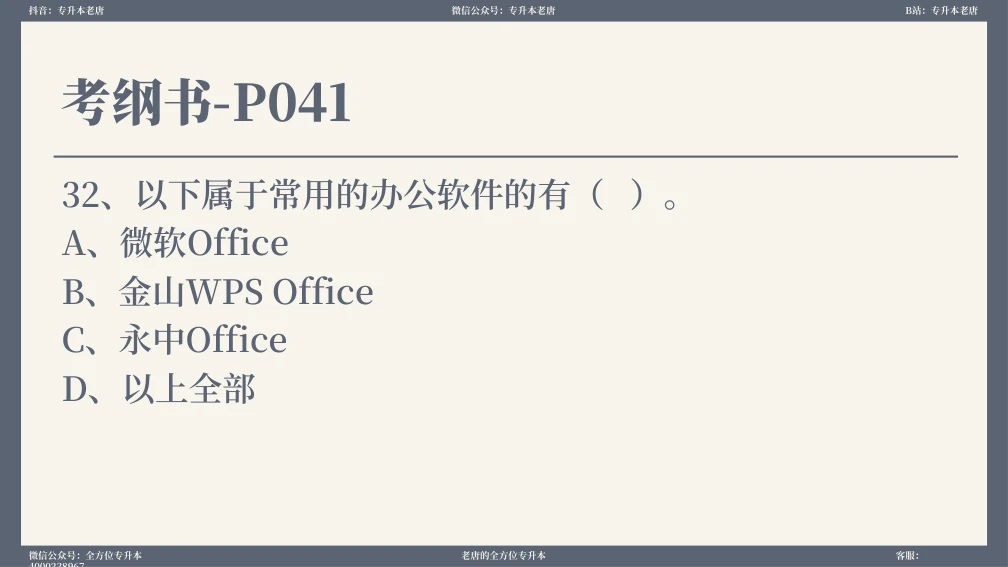 抖音：专升本老唐
微信公众号：专升本老唐
B站：专升本老唐
考纲书-P041
32、以下属于常用的办公软件的有（ ）。
A、微软Office
B、金山WPS Office
C、永中Office
D、以上全部
微信公众号：全方位专升本
老唐的全方位专升本
客服：
4000238967